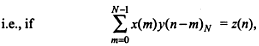 i.e., if \sum_{m=0}^{N-1} x(m)y(n-m)_N = z(n),